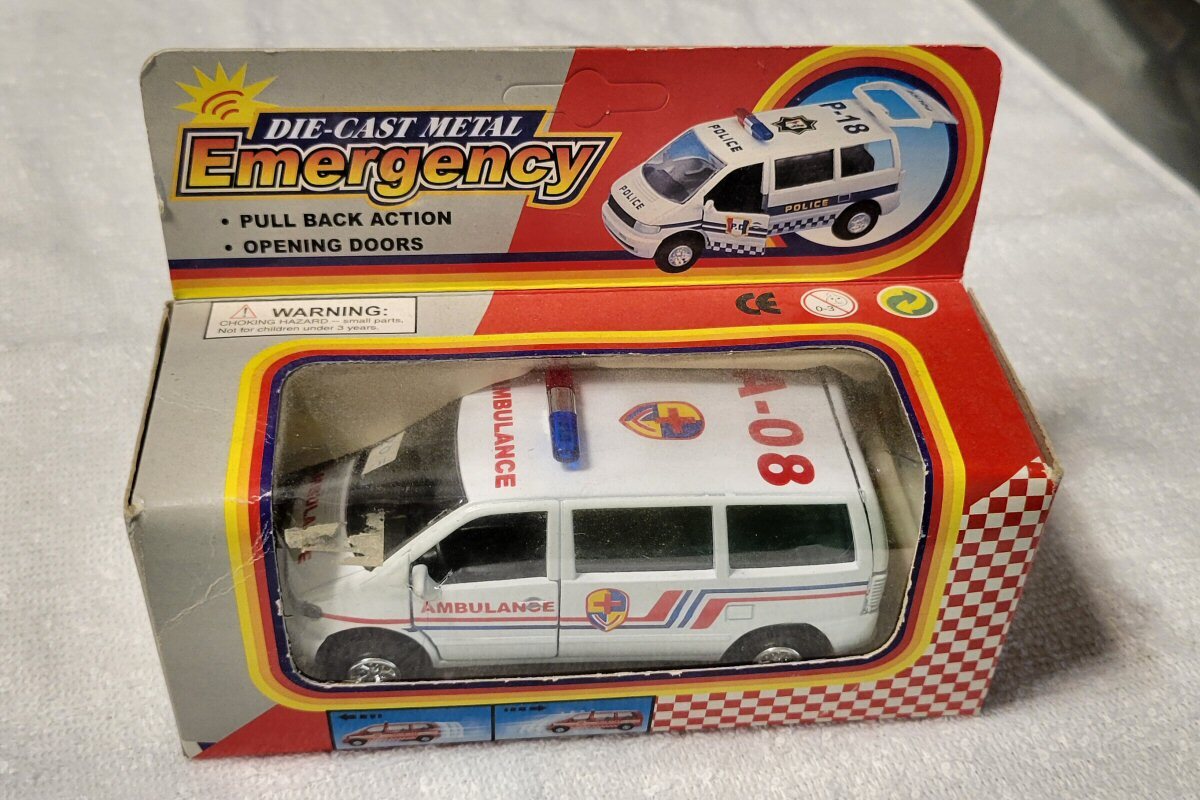 DIE-CAST METAL
Emergency
• PULL BACK ACTION
• OPENING DOORS
POLICE
P-18
POLICE
POLICE
WARNING:
CHOKING HAZARD -- small parts.
Not for children under 3 years.
CE
0-3
AMBULANCE
A-08
AMBULANCE
AMBULANCE